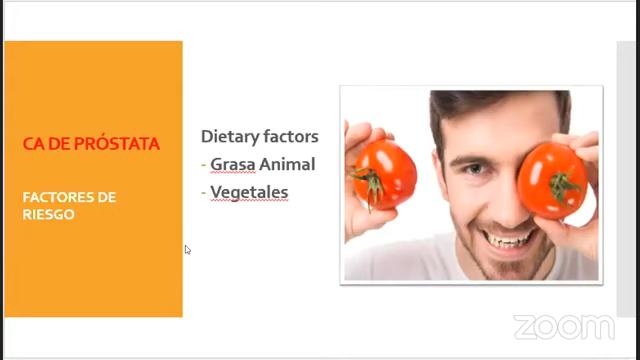 CA DE PRÓSTATA
FACTORES DE
RIESGO
Dietary factors
- Grasa Animal
- Vegetales
zoom